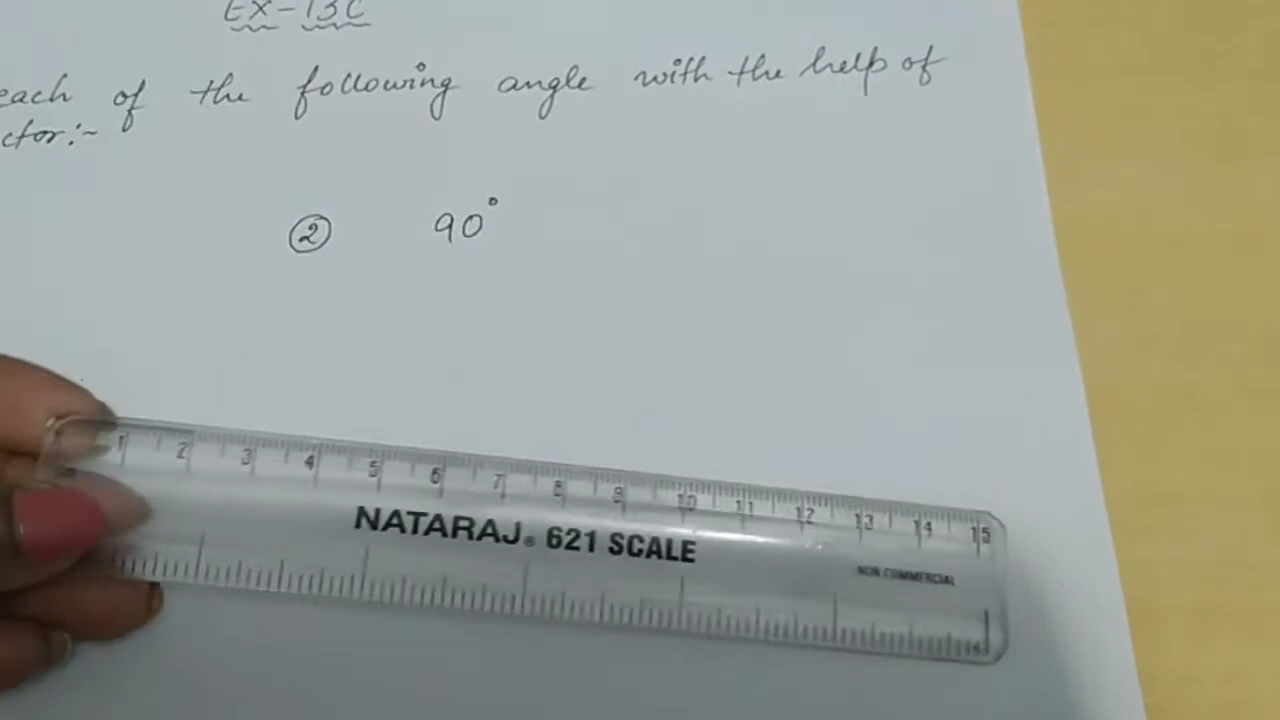 EX-13C
each of the following angle with the help of
ctor:-
② 90°
1 2 3 4 5 6 7 8 9 10 11 12 13 14 15
NATARAJ® 621 SCALE
NON COMMERCIAL